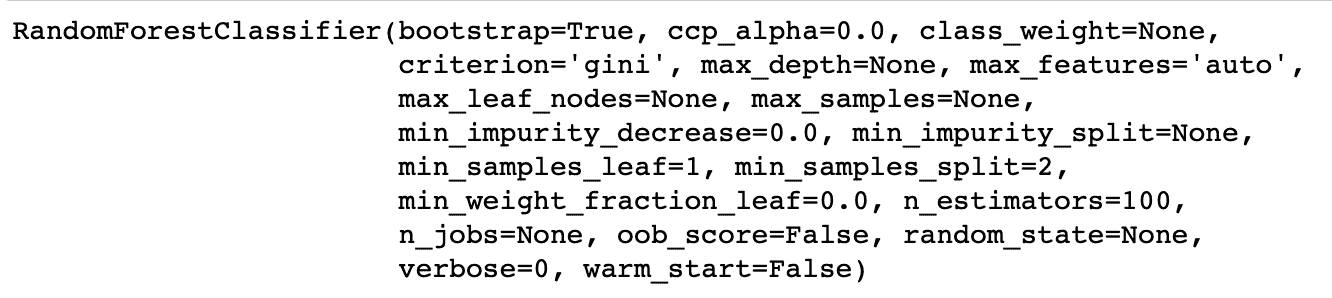 RandomForestClassifier(bootstrap=True, ccp_alpha=0.0, class_weight=None,
criterion='gini', max_depth=None, max_features='auto',
max_leaf_nodes=None, max_samples=None,
min_impurity_decrease=0.0, min_impurity_split=None,
min_samples_leaf=1, min_samples_split=2,
min_weight_fraction_leaf=0.0, n_estimators=100,
n_jobs=None, oob_score=False, random_state=None,
verbose=0, warm_start=False)